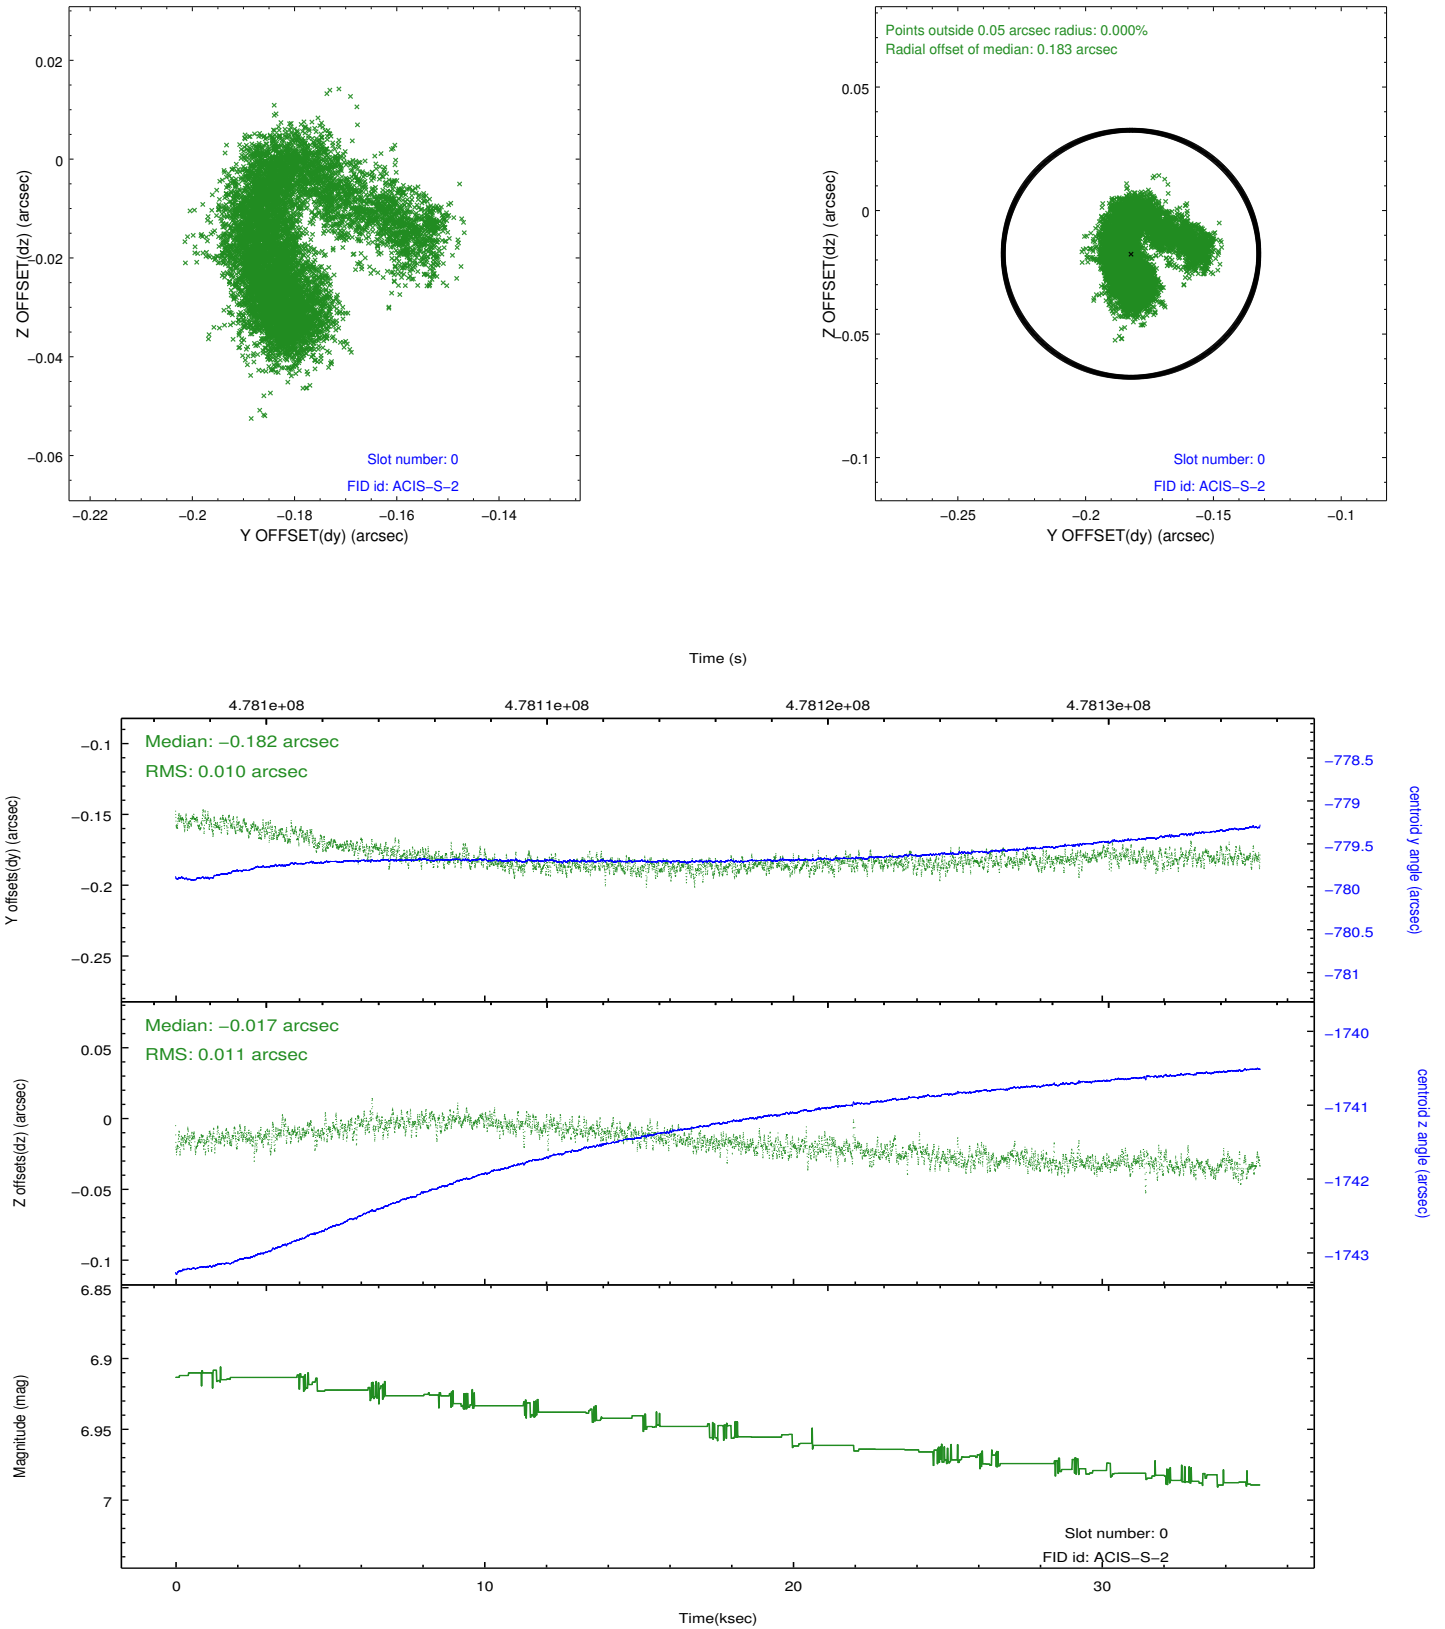 0.02
0
−0.02
−0.04
−0.06
Z OFFSET(dz) (arcsec)
Slot number: 0
FID id: ACIS−S−2
−0.22
−0.2
−0.18
−0.16
−0.14
Y OFFSET(dy) (arcsec)
Points outside 0.05 arcsec radius: 0.000%
Radial offset of median: 0.183 arcsec
0.05
0
−0.05
−0.1
Z OFFSET(dz) (arcsec)
Slot number: 0
FID id: ACIS−S−2
−0.25
−0.2
−0.15
−0.1
Y OFFSET(dy) (arcsec)
Time (s)
4.781e+08
4.7811e+08
4.7812e+08
4.7813e+08
Median: −0.182 arcsec
RMS: 0.010 arcsec
−0.1
−0.15
−0.2
−0.25
Y offsets(dy) (arcsec)
−778.5
−779
−779.5
−780
−780.5
−781
centroid y angle (arcsec)
Median: −0.017 arcsec
RMS: 0.011 arcsec
0.05
0
−0.05
−0.1
Z offsets(dz) (arcsec)
−1740
−1741
−1742
−1743
centroid z angle (arcsec)
6.85
6.9
6.95
7
Magnitude (mag)
Slot number: 0
FID id: ACIS−S−2
0
10
20
30
Time(ksec)